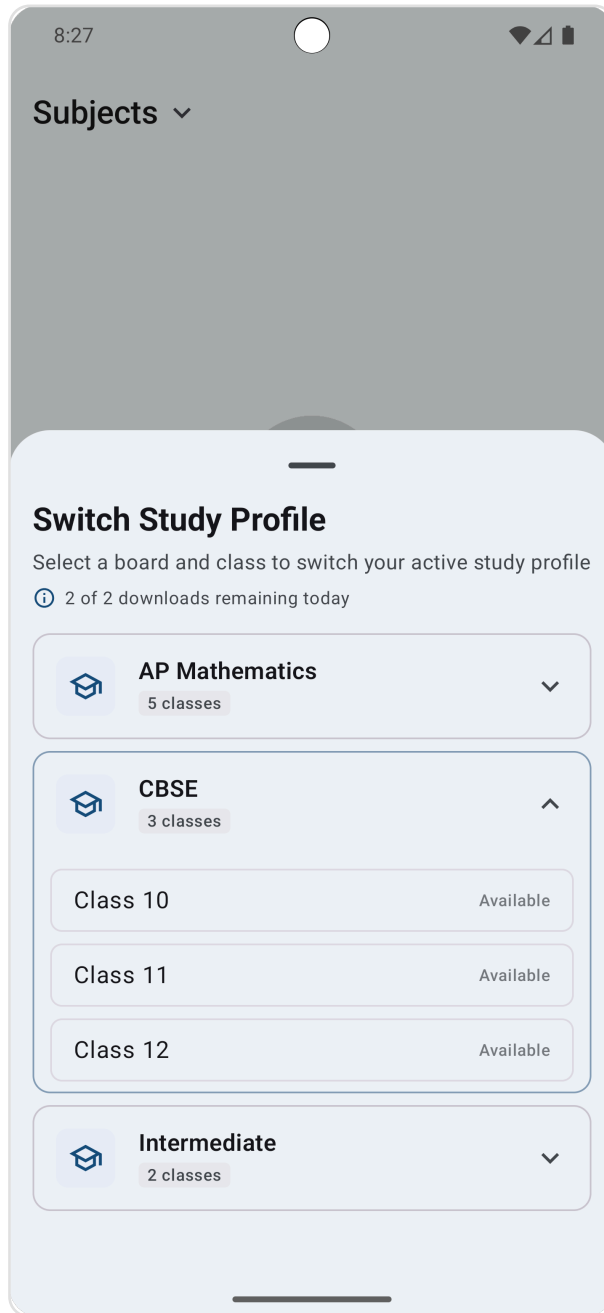 8:27
Subjects
Switch Study Profile
Select a board and class to switch your active study profile
2 of 2 downloads remaining today
AP Mathematics
5 classes
CBSE
3 classes
Class 10 Available
Class 11 Available
Class 12 Available
Intermediate
2 classes